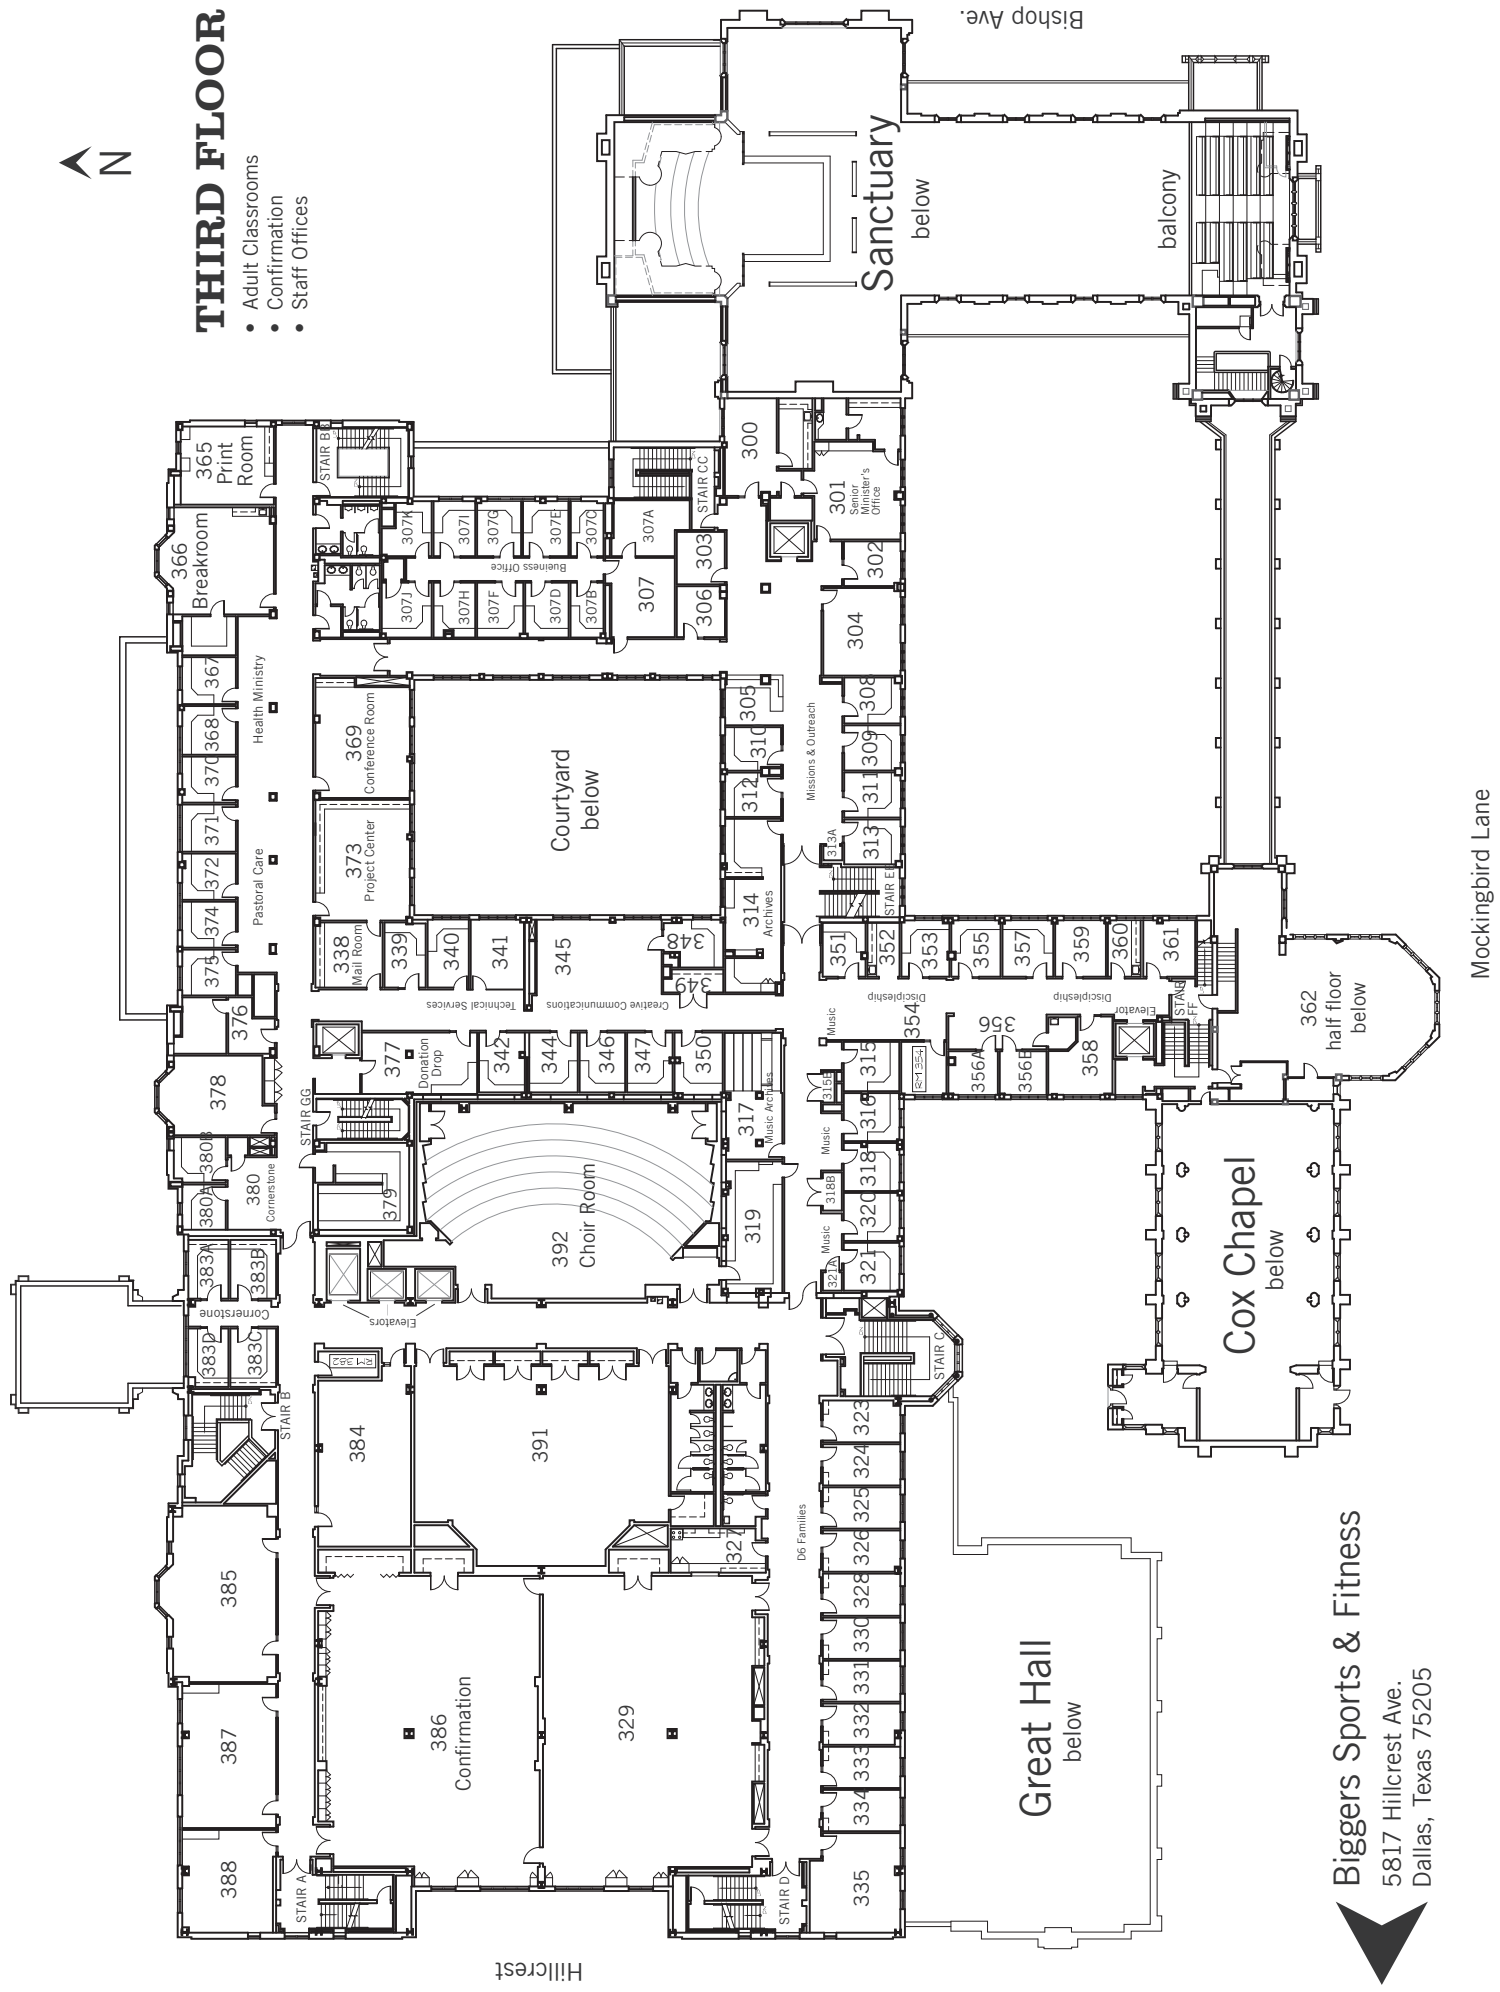 THIRD FLOOR
• Adult Classrooms
• Confirmation
• Staff Offices
N
Bishop Ave.
Hillcrest
Mockingbird Lane
Biggers Sports & Fitness
5817 Hillcrest Ave.
Dallas, Texas 75205
388
387
385
STAIR A
STAIR B
383D
383C
Cornerstone
383A
383B
380A
380B
380
Cornerstone
378
376
375
374
372
371
370
368
367
Pastoral Care
Health Ministry
366
Breakroom
365
Print
Room
STAIR BB
386
Confirmation
329
384
RM 382
391
327
Elevators
379
STAIR GG
392
Choir Room
319
317
Music Archives
377
Donation
Drop
342
344
346
347
350
338
Mail Room
339
340
341
345
348
349
Technical Services
Creative Communications
373
Project Center
369
Conference Room
Courtyard
below
314
Archives
312
310
305
Missions & Outreach
307J
307H
307F
307D
307B
307K
307I
307G
307E
307C
Business Office
307A
307
306
303
STAIR CC
300
301
Senior
Minister's
Office
302
304
308
309
311
313
313A
STAIR EE
Sanctuary
below
balcony
STAIR D
335
334
333
332
331
330
328
326
325
324
323
D6 Families
STAIR C
321A
321
320
318
318B
316
315B
315
Music
Music
Music
351
352
353
355
357
359
360
361
Discipleship
Discipleship
Elevator
STAIR
FF
354
RM 354
356
356A
356B
358
362
half floor
below
Cox Chapel
below
Great Hall
below